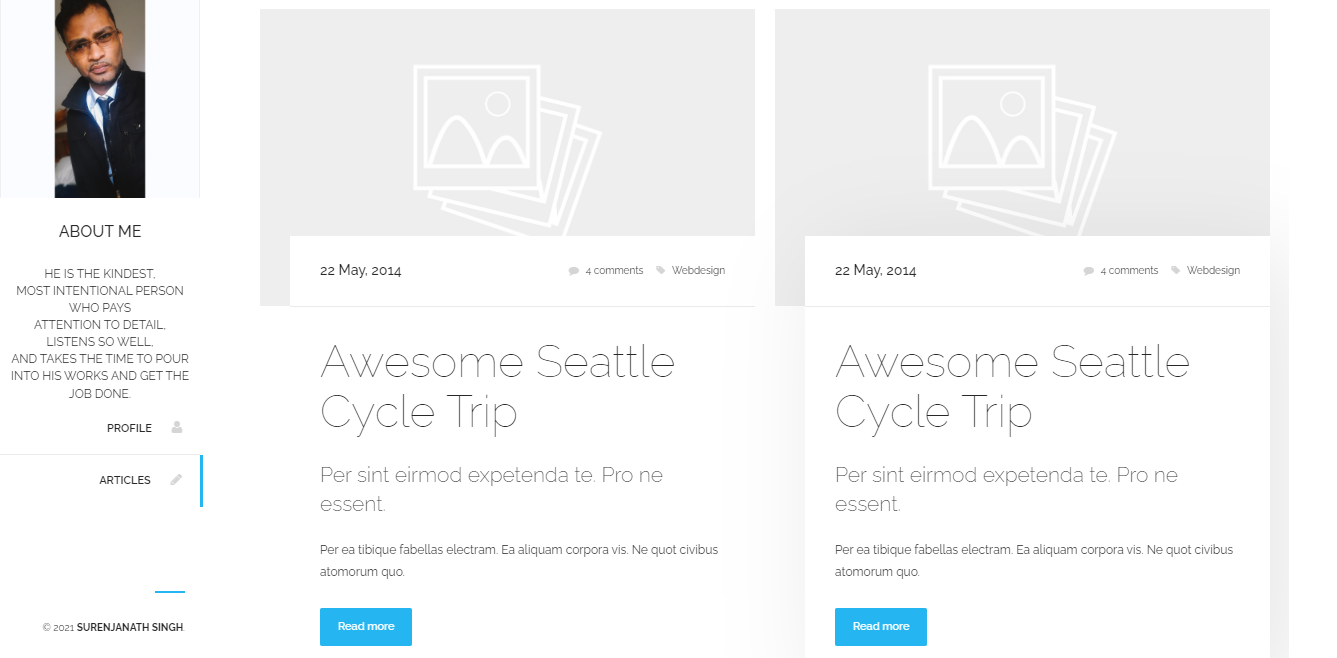 ABOUT ME
HE IS THE KINDEST,
MOST INTENTIONAL PERSON
WHO PAYS
ATTENTION TO DETAIL,
LISTENS SO WELL,
AND TAKES THE TIME TO POUR
INTO HIS WORKS AND GET THE
JOB DONE.
PROFILE
ARTICLES
© 2021 SURENJANATH SINGH.
22 May, 2014
4 comments
Webdesign
Awesome Seattle
Cycle Trip
Per sint eirmod expetenda te. Pro ne
essent.
Per ea tibique fabellas electram. Ea aliquam corpora vis. Ne quot civibus
atomorum quo.
Read more
22 May, 2014
4 comments
Webdesign
Awesome Seattle
Cycle Trip
Per sint eirmod expetenda te. Pro ne
essent.
Per ea tibique fabellas electram. Ea aliquam corpora vis. Ne quot civibus
atomorum quo.
Read more